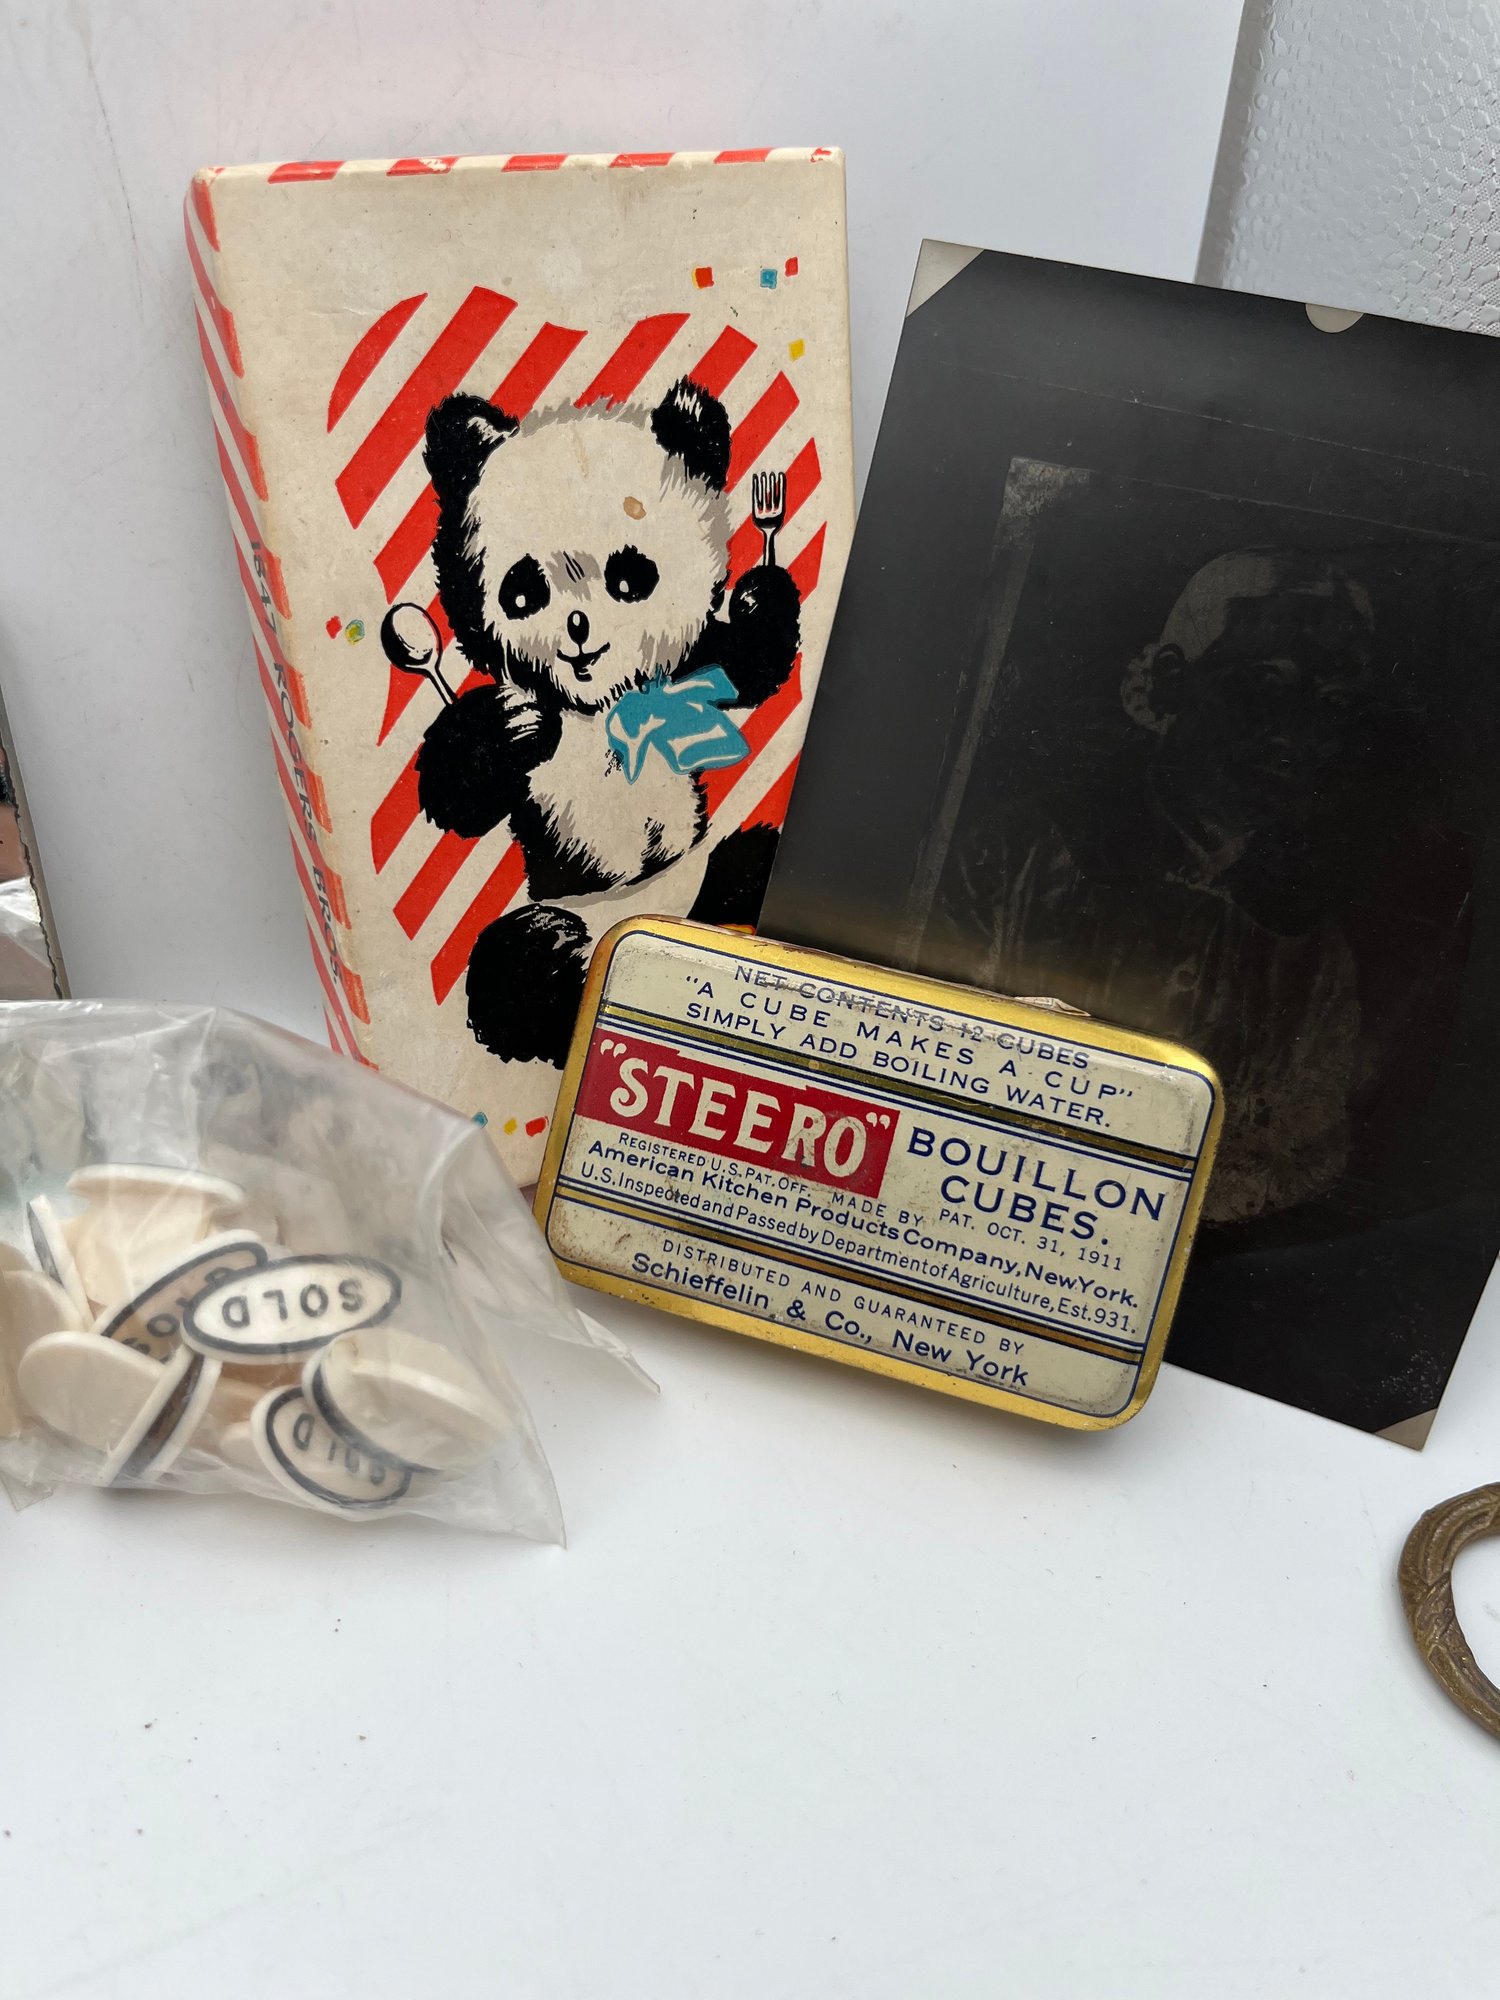 1847 ROGERS BROS.
NET CONTENTS 12 CUBES
"A CUBE MAKES A CUP"
SIMPLY ADD BOILING WATER.
"STEERO" BOUILLON
CUBES.
REGISTERED U.S. PAT. OFF. MADE BY PAT. OCT. 31, 1911
American Kitchen Products Company, New York.
U.S. Inspected and Passed by Department of Agriculture, Est. 931.
DISTRIBUTED AND GUARANTEED BY
Schieffelin & Co., New York
SOLD
SOLD
SOLD